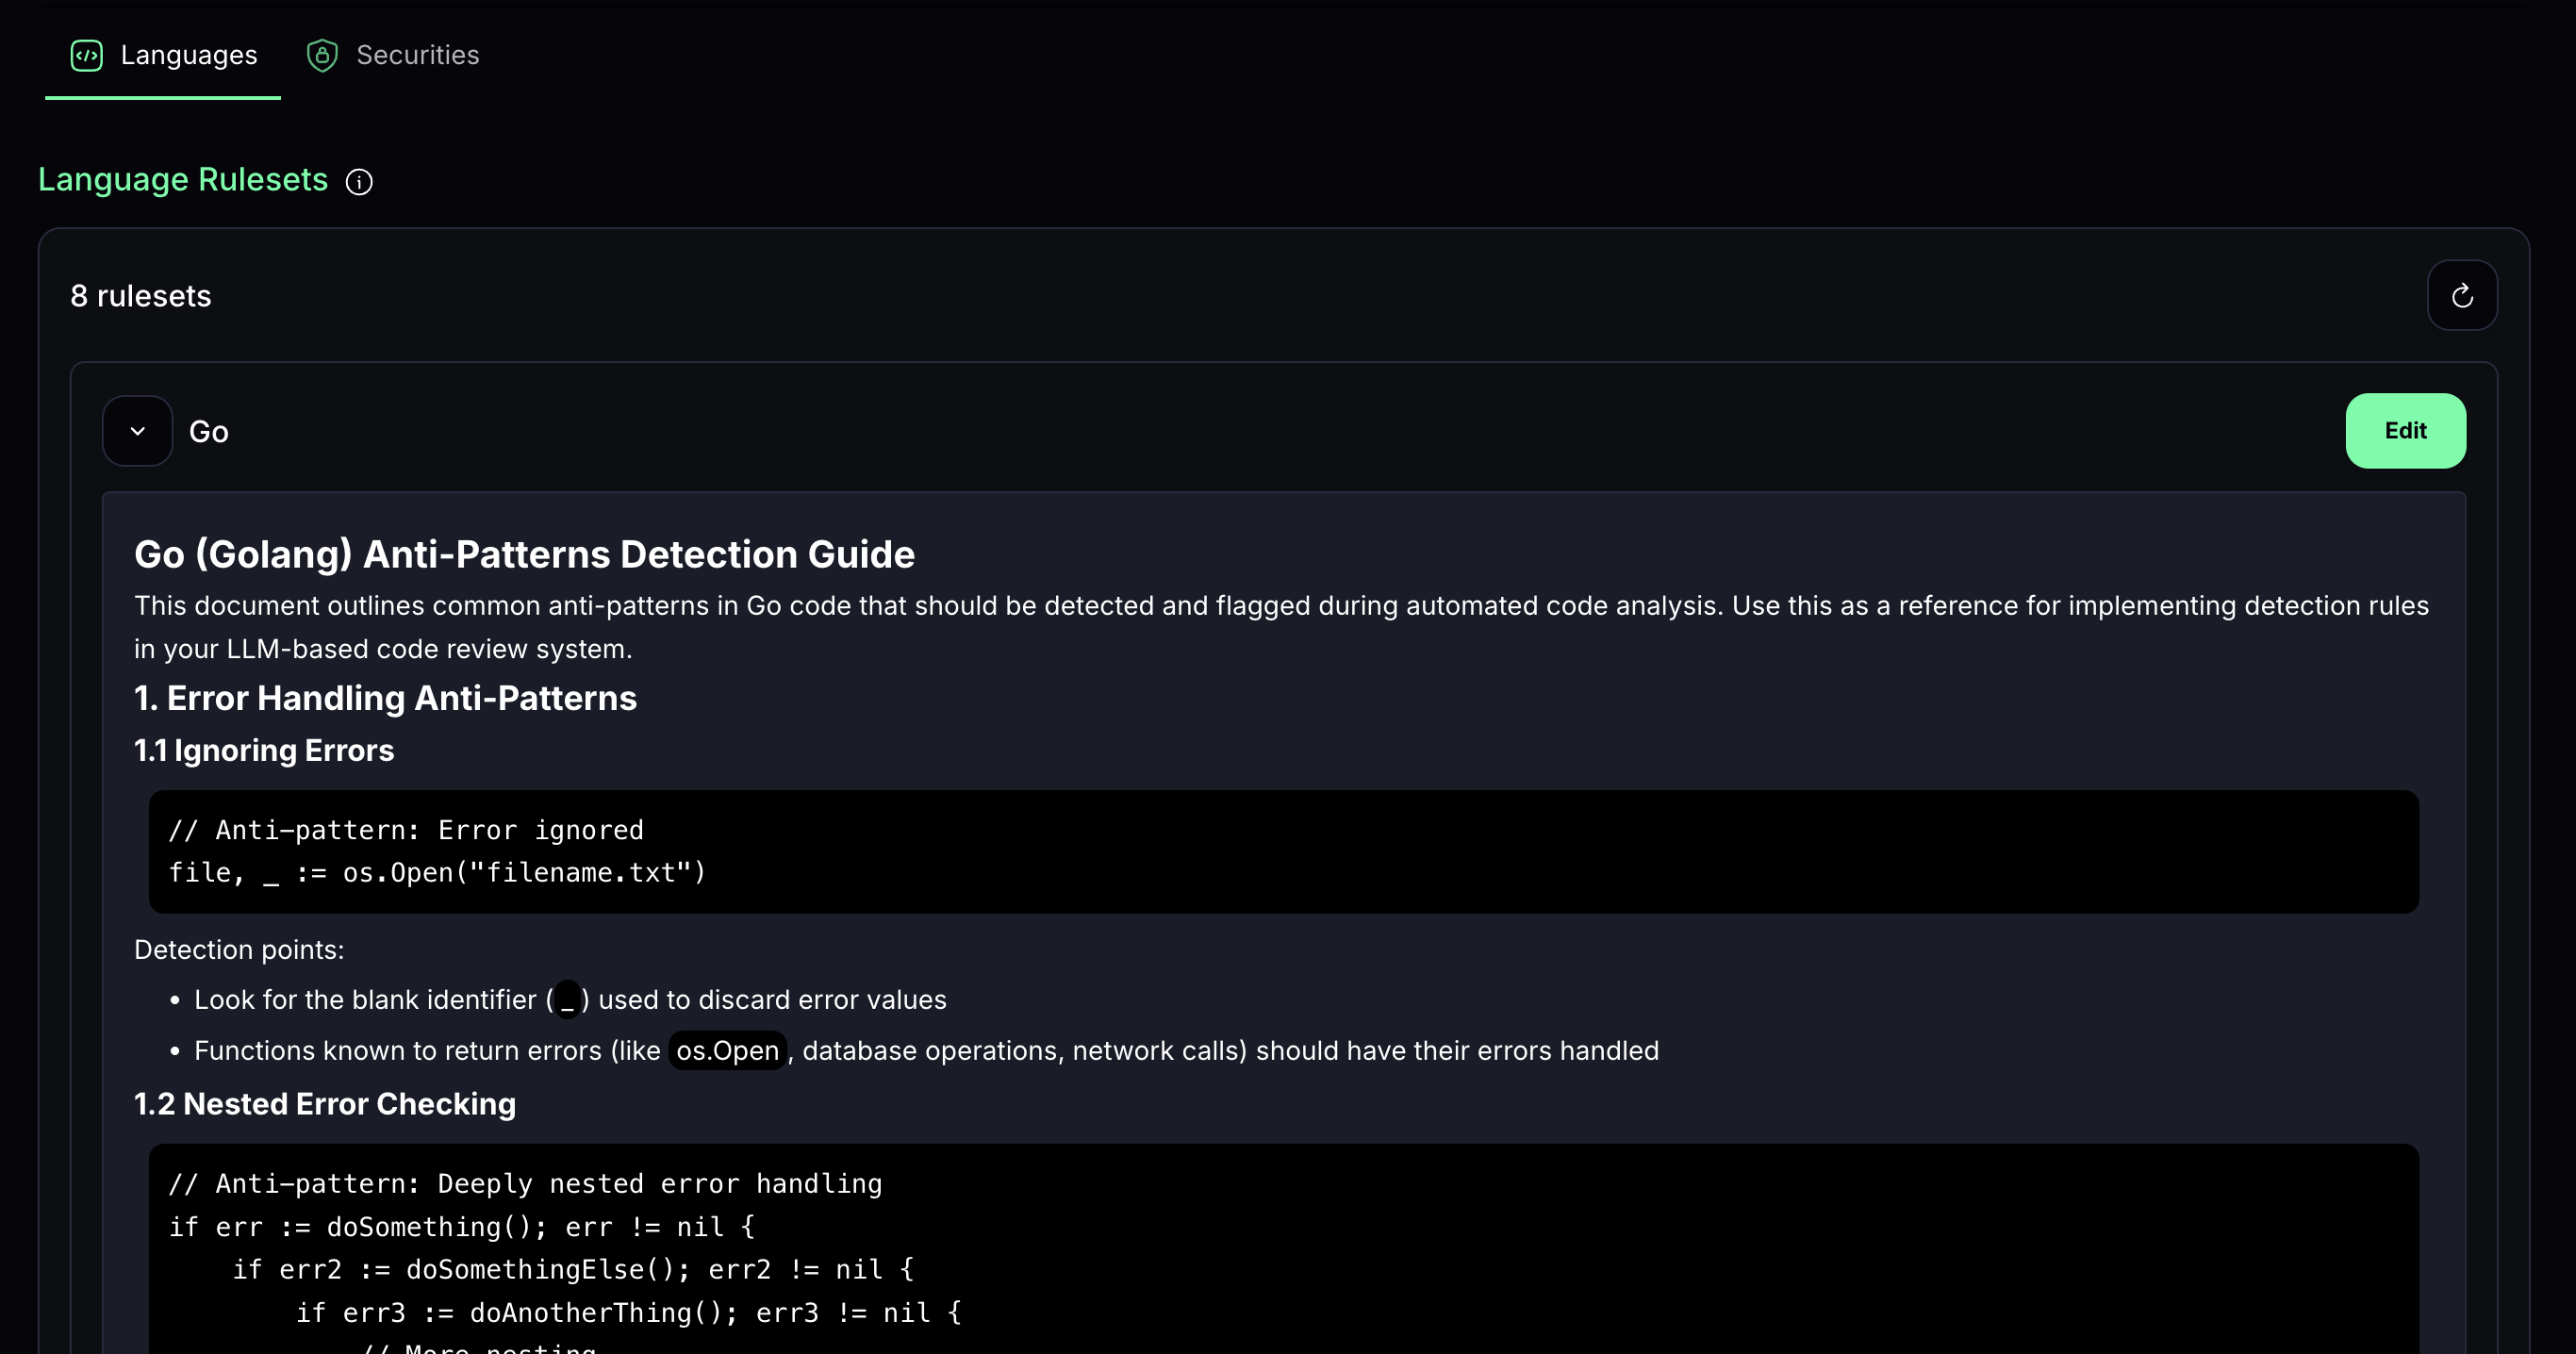 Languages
Securities
Language Rulesets
8 rulesets
Go
Edit
Go (Golang) Anti-Patterns Detection Guide
This document outlines common anti-patterns in Go code that should be detected and flagged during automated code analysis. Use this as a reference for implementing detection rules
in your LLM-based code review system.
1. Error Handling Anti-Patterns
1.1 Ignoring Errors
// Anti-pattern: Error ignored
file, _ := os.Open("filename.txt")
Detection points:
• Look for the blank identifier (_) used to discard error values
• Functions known to return errors (like os.Open, database operations, network calls) should have their errors handled
1.2 Nested Error Checking
// Anti-pattern: Deeply nested error handling
if err := doSomething(); err != nil {
    if err2 := doSomethingElse(); err2 != nil {
        if err3 := doAnotherThing(); err3 != nil {
            // More nesting